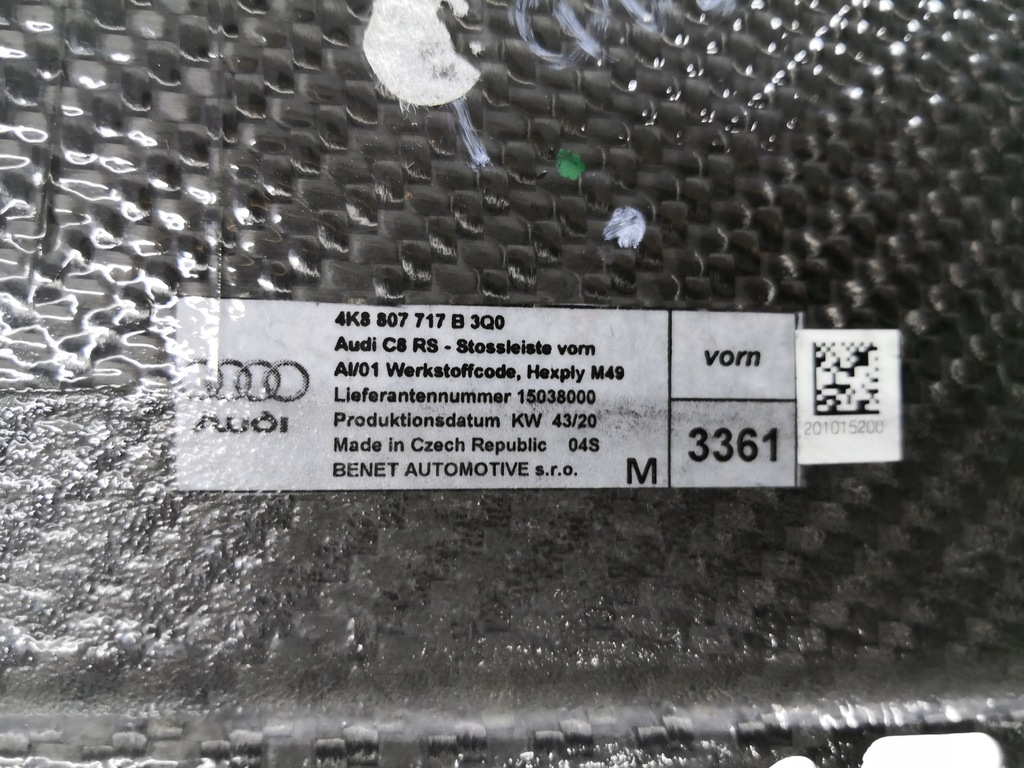 4K8 807 717 B 3Q0
Audi C8 RS - Stossleiste vorn
AI/01 Werkstoffcode, Hexply M49
Lieferantennummer 15038000
Produktionsdatum KW 43/20
Made in Czech Republic 04S
BENET AUTOMOTIVE s.r.o. M
Audi
vorn
3361
201015200